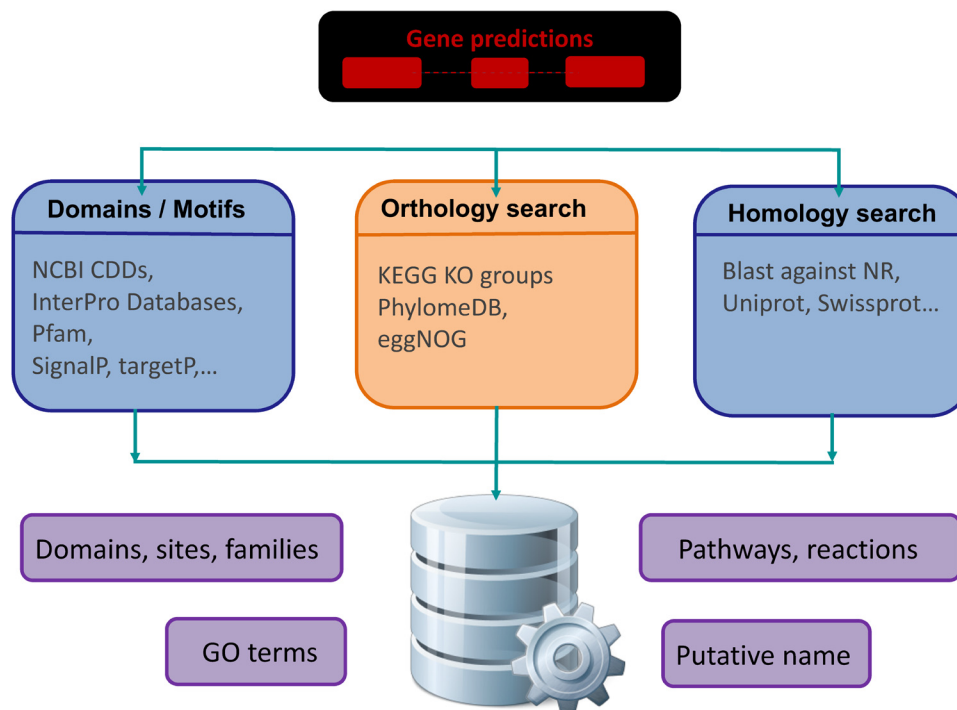 Gene predictions
Domains / Motifs
NCBI CDDs,
InterPro Databases,
Pfam,
SignalP, targetP,...
Orthology search
KEGG KO groups
PhylomeDB,
eggNOG
Homology search
Blast against NR,
Uniprot, Swissprot...
Domains, sites, families
Pathways, reactions
GO terms
Putative name